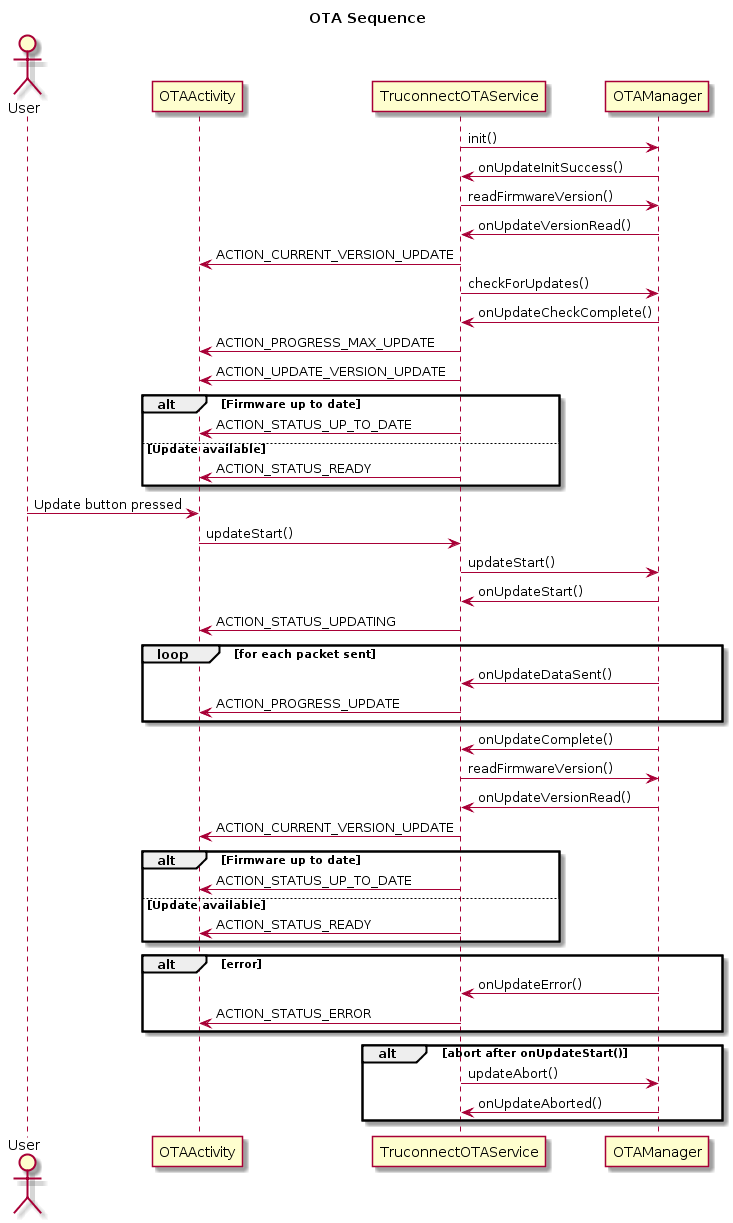 OTA Sequence
User
OTAActivity
TruconnectOTAService
OTAManager
init()
onUpdateInitSuccess()
readFirmwareVersion()
onUpdateVersionRead()
ACTION_CURRENT_VERSION_UPDATE
checkForUpdates()
onUpdateCheckComplete()
ACTION_PROGRESS_MAX_UPDATE
ACTION_UPDATE_VERSION_UPDATE
alt [Firmware up to date]
ACTION_STATUS_UP_TO_DATE
[Update available]
ACTION_STATUS_READY
Update button pressed
updateStart()
updateStart()
onUpdateStart()
ACTION_STATUS_UPDATING
loop [for each packet sent]
onUpdateDataSent()
ACTION_PROGRESS_UPDATE
onUpdateComplete()
readFirmwareVersion()
onUpdateVersionRead()
ACTION_CURRENT_VERSION_UPDATE
alt [Firmware up to date]
ACTION_STATUS_UP_TO_DATE
[Update available]
ACTION_STATUS_READY
alt [error]
onUpdateError()
ACTION_STATUS_ERROR
alt [abort after onUpdateStart()]
updateAbort()
onUpdateAborted()
User
OTAActivity
TruconnectOTAService
OTAManager